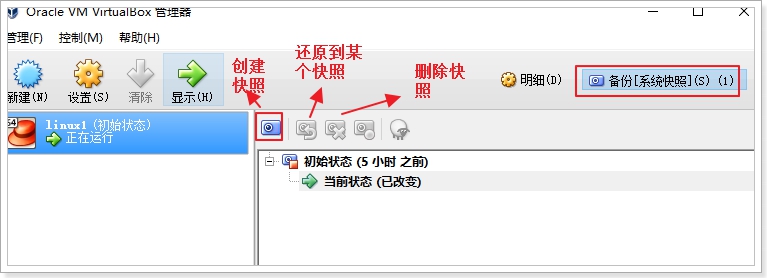 Oracle VM VirtualBox 管理器
管理(F) 控制(M) 帮助(H)
新建(N) 设置(S) 清除 显示(H)
创建
快照
还原到某
个快照
删除快
照
明细(D) 备份[系统快照](S) (1)
64 linux1 (初始状态)
正在运行
初始状态 (5 小时 之前)
当前状态 (已改变)